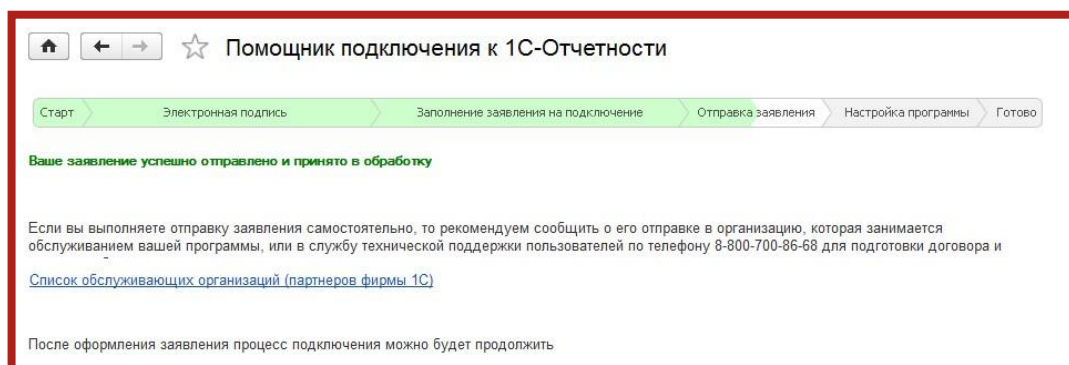 Помощник подключения к 1С-Отчетности
Старт
Электронная подпись
Заполнение заявления на подключение
Отправка заявления
Настройка программы
Готово
Ваше заявление успешно отправлено и принято в обработку
Если вы выполняете отправку заявления самостоятельно, то рекомендуем сообщить о его отправке в организацию, которая занимается
обслуживанием вашей программы, или в службу технической поддержки пользователей по телефону 8-800-700-86-68 для подготовки договора и
Список обслуживающих организаций (партнеров фирмы 1С)
После оформления заявления процесс подключения можно будет продолжить